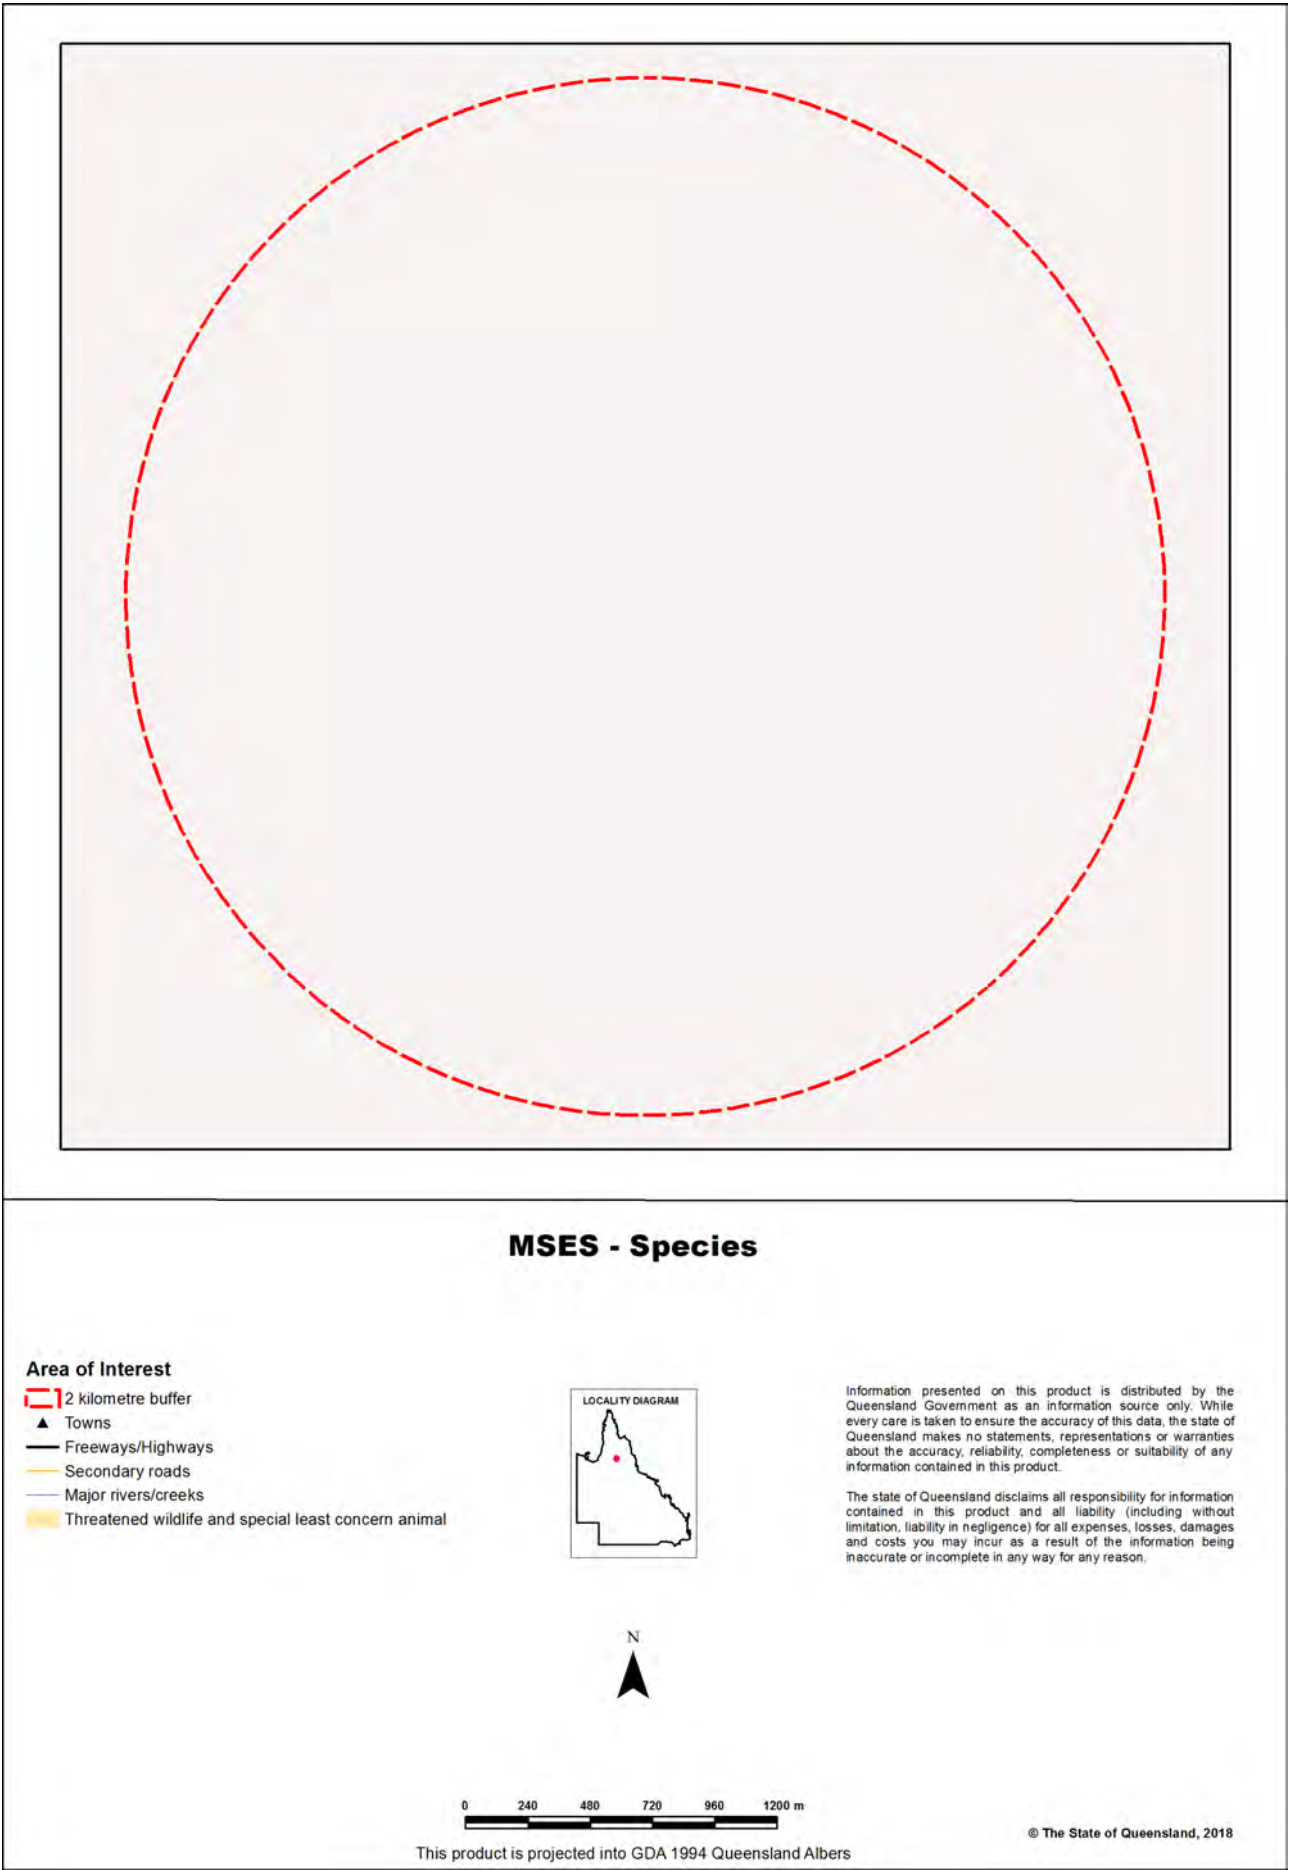 MSES - Species
Area of Interest
2 kilometre buffer
Towns
Freeways/Highways
Secondary roads
Major rivers/creeks
Threatened wildlife and special least concern animal
LOCALITY DIAGRAM
Information presented on this product is distributed by the
Queensland Government as an information source only. While
every care is taken to ensure the accuracy of this data, the state of
Queensland makes no statements, representations or warranties
about the accuracy, reliability, completeness or suitability of any
information contained in this product.
The state of Queensland disclaims all responsibility for information
contained in this product and all liability (including without
limitation, liability in negligence) for all expenses, losses, damages
and costs you may incur as a result of the information being
inaccurate or incomplete in any way for any reason.
N
0 240 480 720 960 1200 m
This product is projected into GDA 1994 Queensland Albers
© The State of Queensland, 2018